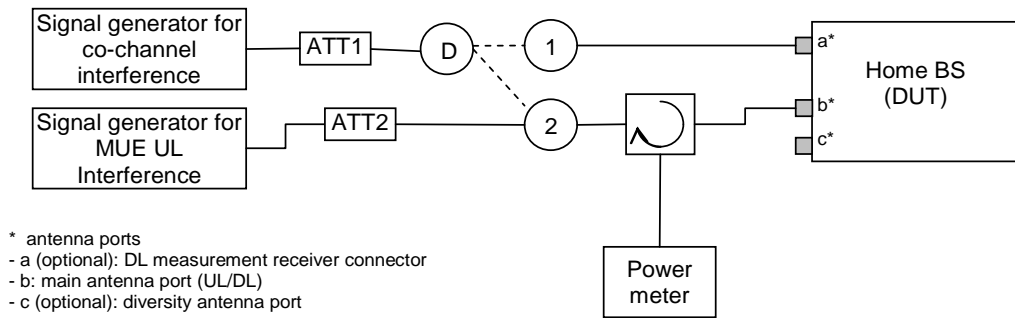 Signal generator for
co-channel
interference
ATT1
D
1
a*
Home BS
(DUT)
Signal generator for
MUE UL
Interference
ATT2
2
b*
c*
Power
meter
* antenna ports
- a (optional): DL measurement receiver connector
- b: main antenna port (UL/DL)
- c (optional): diversity antenna port